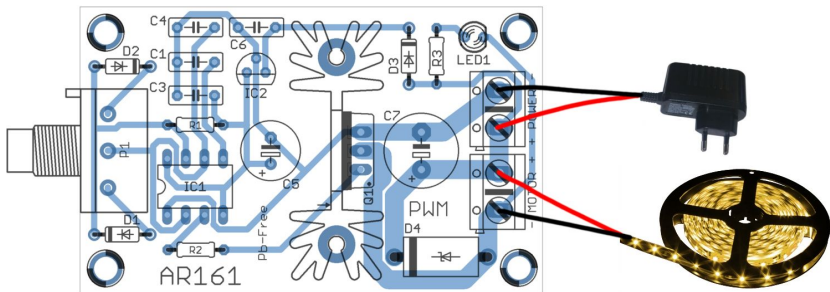 C4
C6
C1
D2
C3
IC2
R1
P1
IC1
C5
D1
R2
AR161
Pb-Free
D3
R3
LED1
C7
Q1
+
+
PWM
D4
- MOTOR + + POWER -